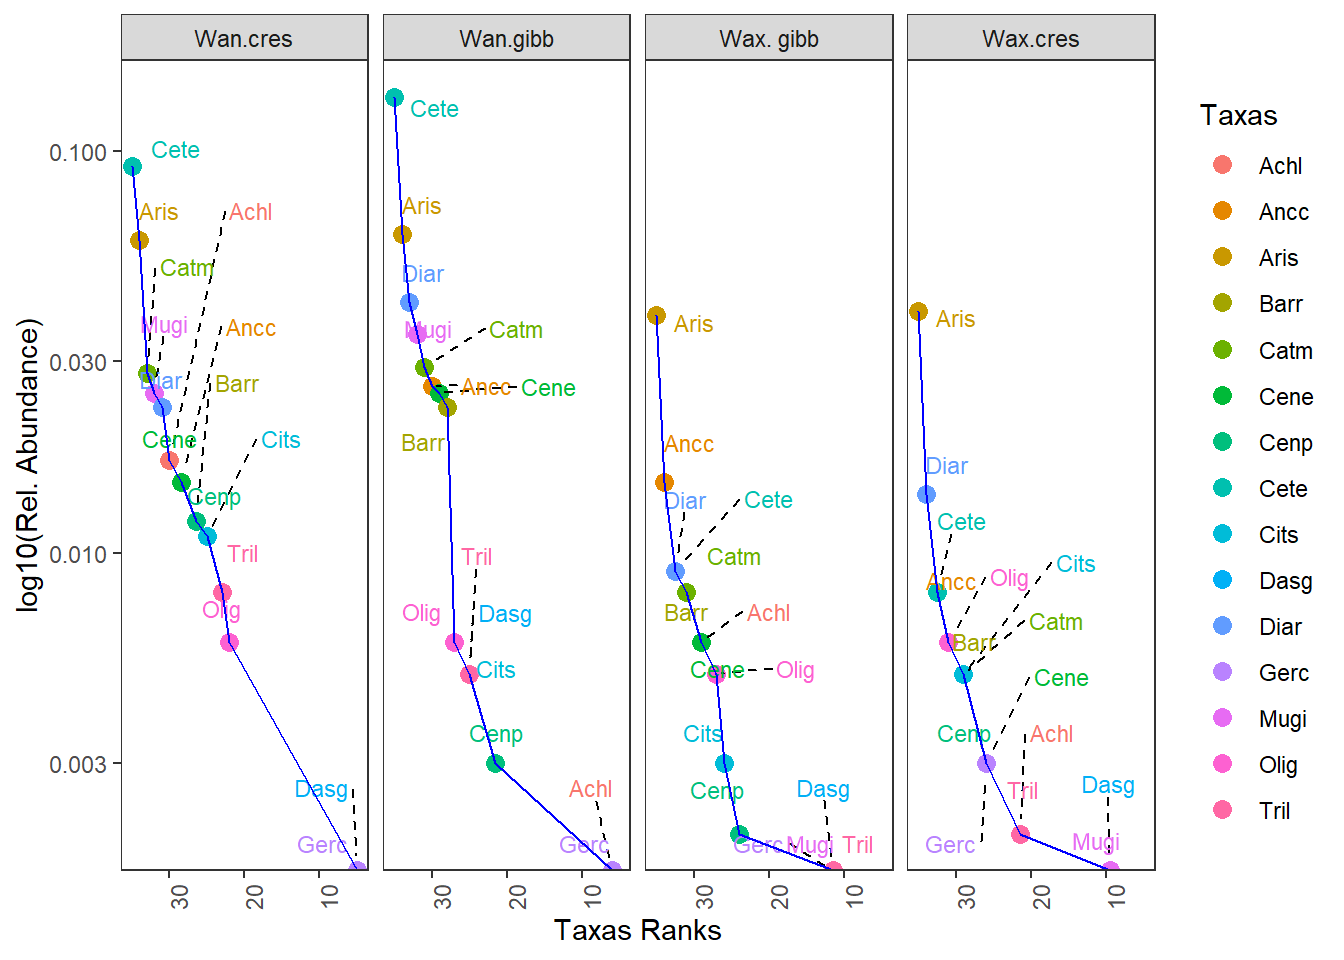 Wan.cres
Wan.gibb
Wax. gibb
Wax.cres
log10(Rel. Abundance)
0.100
0.030
0.010
0.003
Cete
Aris
Achl
Catm
Mugi
Ancc
Diar
Barr
Cene
Cits
Cenp
Tril
Olig
Dasg
Gerc
Cete
Aris
Diar
Mugi
Catm
Ancc
Cene
Barr
Tril
Olig
Dasg
Cits
Cenp
Achl
Gerc
Aris
Ancc
Diar
Cete
Catm
Barr
Achl
Cene
Olig
Cits
Cenp
Dasg
Gerc
Mugi
Tril
Aris
Diar
Cete
Ancc
Olig
Cits
Catm
Barr
Cene
Cenp
Achl
Tril
Dasg
Gerc
Mugi
30
20
10
30
20
10
30
20
10
30
20
10
Taxas Ranks
Taxas
Achl
Ancc
Aris
Barr
Catm
Cene
Cenp
Cete
Cits
Dasg
Diar
Gerc
Mugi
Olig
Tril